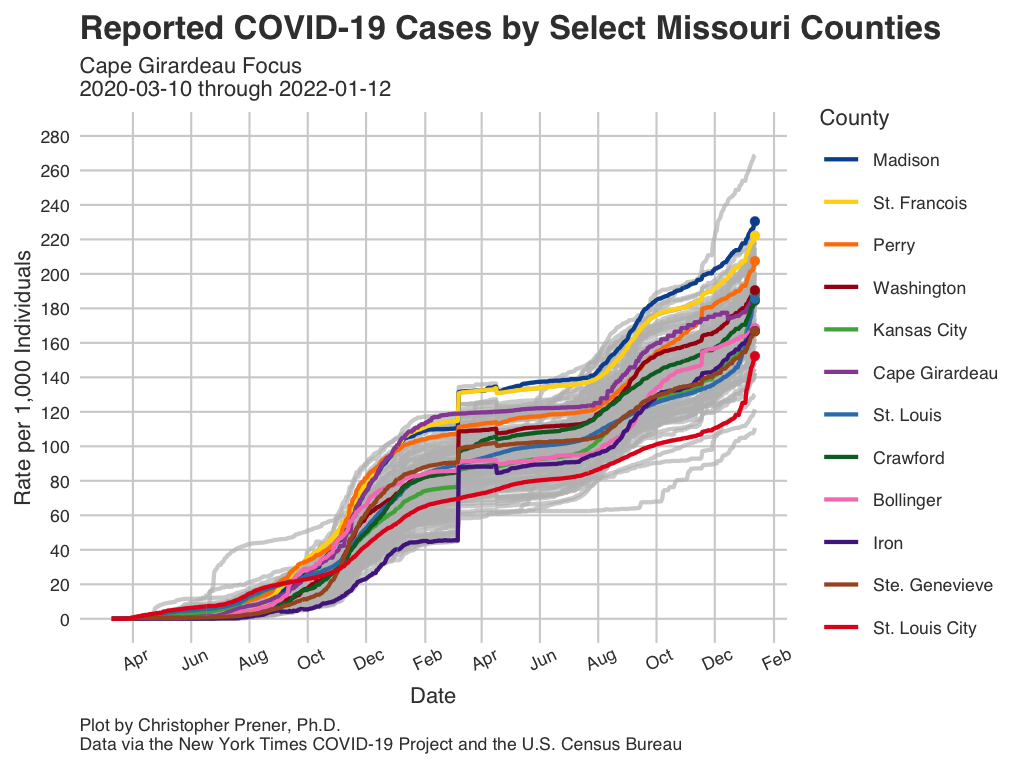 Reported COVID-19 Cases by Select Missouri Counties
Cape Girardeau Focus
2020-03-10 through 2022-01-12
County
Madison
St. Francois
Perry
Washington
Kansas City
Cape Girardeau
St. Louis
Crawford
Bollinger
Iron
Ste. Genevieve
St. Louis City
Rate per 1,000 Individuals
280
260
240
220
200
180
160
140
120
100
80
60
40
20
0
Apr
Jun
Aug
Oct
Dec
Feb
Apr
Jun
Aug
Oct
Dec
Feb
Date
Plot by Christopher Prener, Ph.D.
Data via the New York Times COVID-19 Project and the U.S. Census Bureau